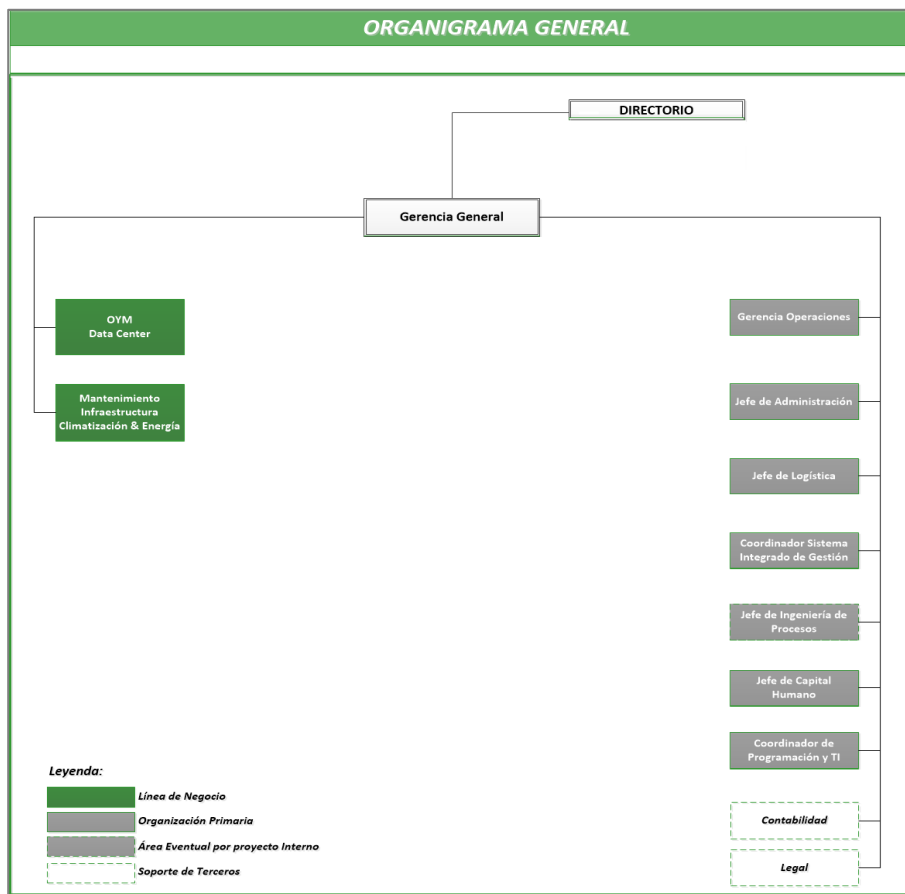 ORGANIGRAMA GENERAL
DIRECTORIO
Gerencia General
OYM
Data Center
Mantenimiento
Infraestructura
Climatización & Energía
Gerencia Operaciones
Jefe de Administración
Jefe de Logística
Coordinador Sistema
Integrado de Gestión
Jefe de Ingeniería de
Procesos
Jefe de Capital
Humano
Coordinador de
Programación y TI
Contabilidad
Legal
Leyenda:
Línea de Negocio
Organización Primaria
Área Eventual por proyecto Interno
Soporte de Terceros